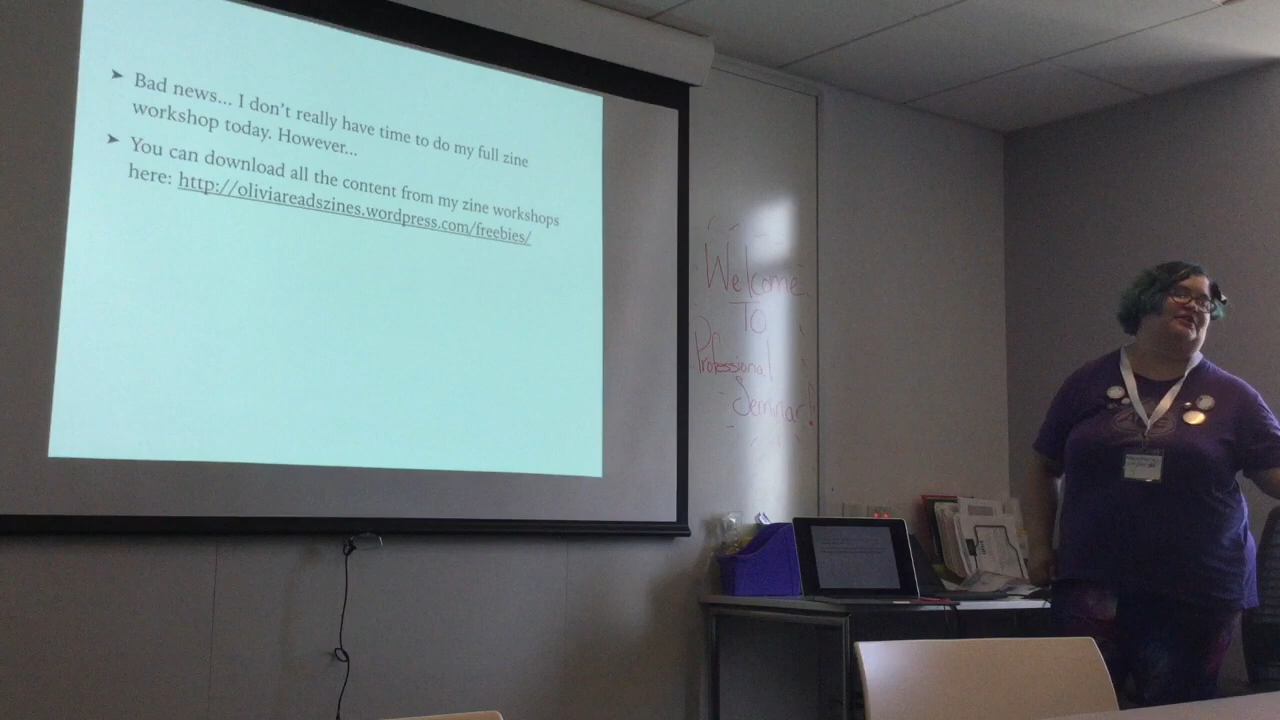 ➤ Bad news... I don't really have time to do my full zine
workshop today. However...
➤ You can download all the content from my zine workshops
here: http://oliviareadszines.wordpress.com/freebies/
Welcome
To
Professional
Seminar!